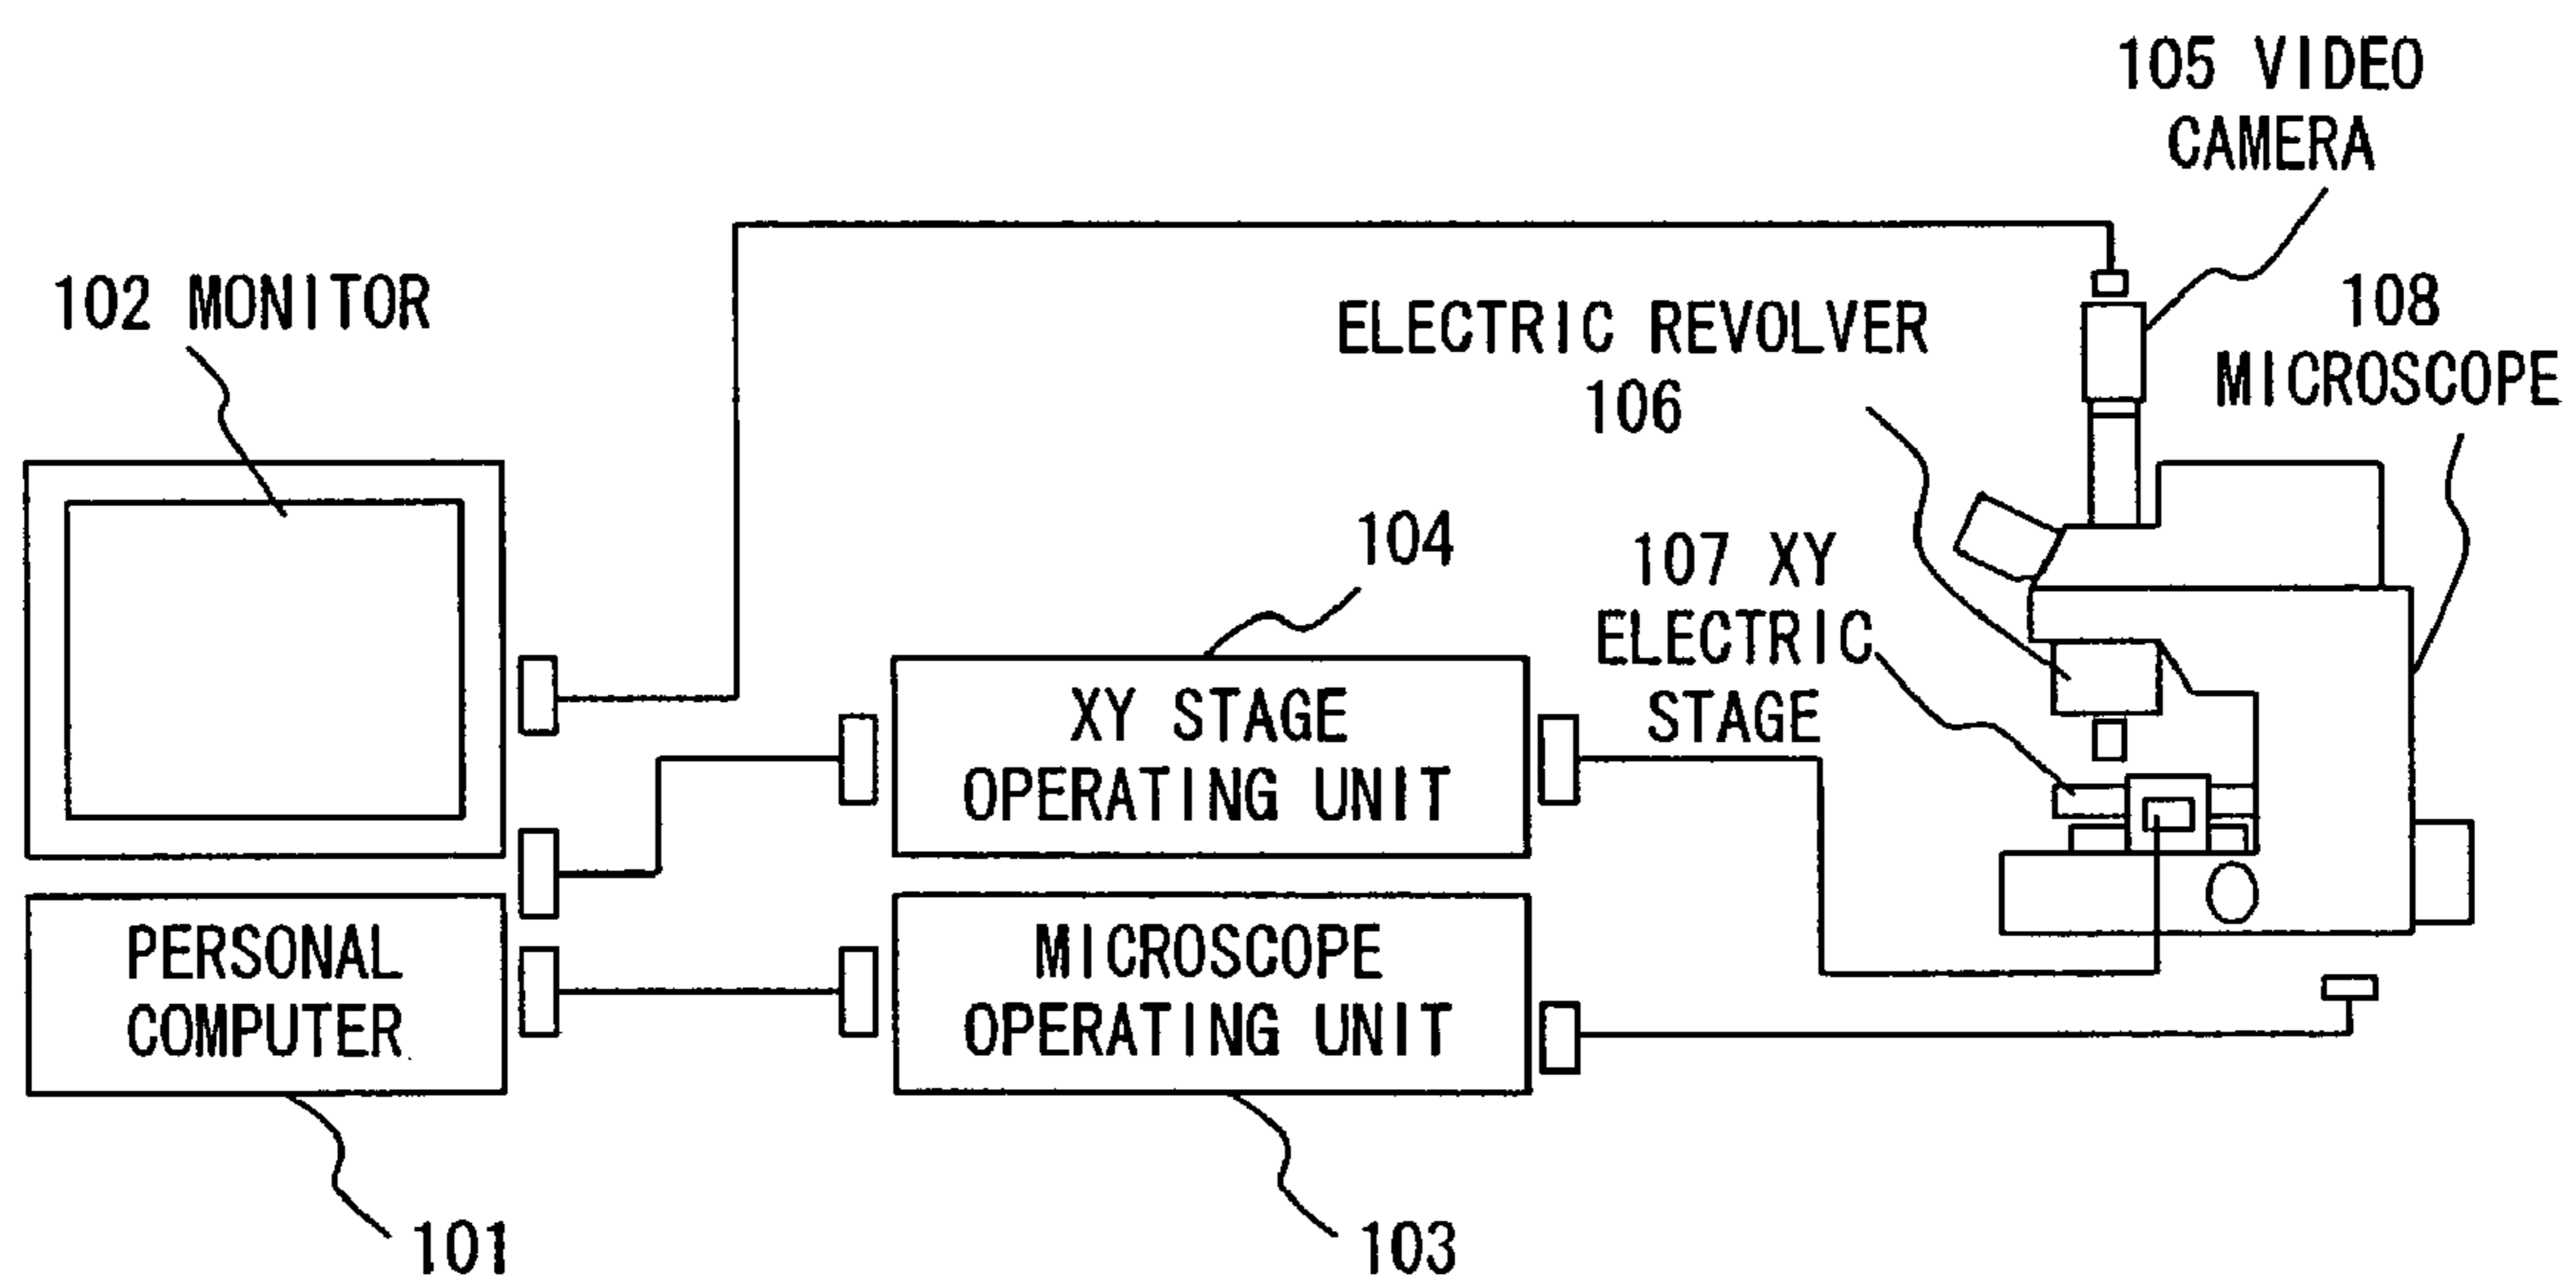 105 VIDEO
CAMERA
102 MONITOR
ELECTRIC REVOLVER
106
108
MICROSCOPE
104
107 XY
ELECTRIC
STAGE
XY STAGE
OPERATING UNIT
PERSONAL
COMPUTER
MICROSCOPE
OPERATING UNIT
101
103